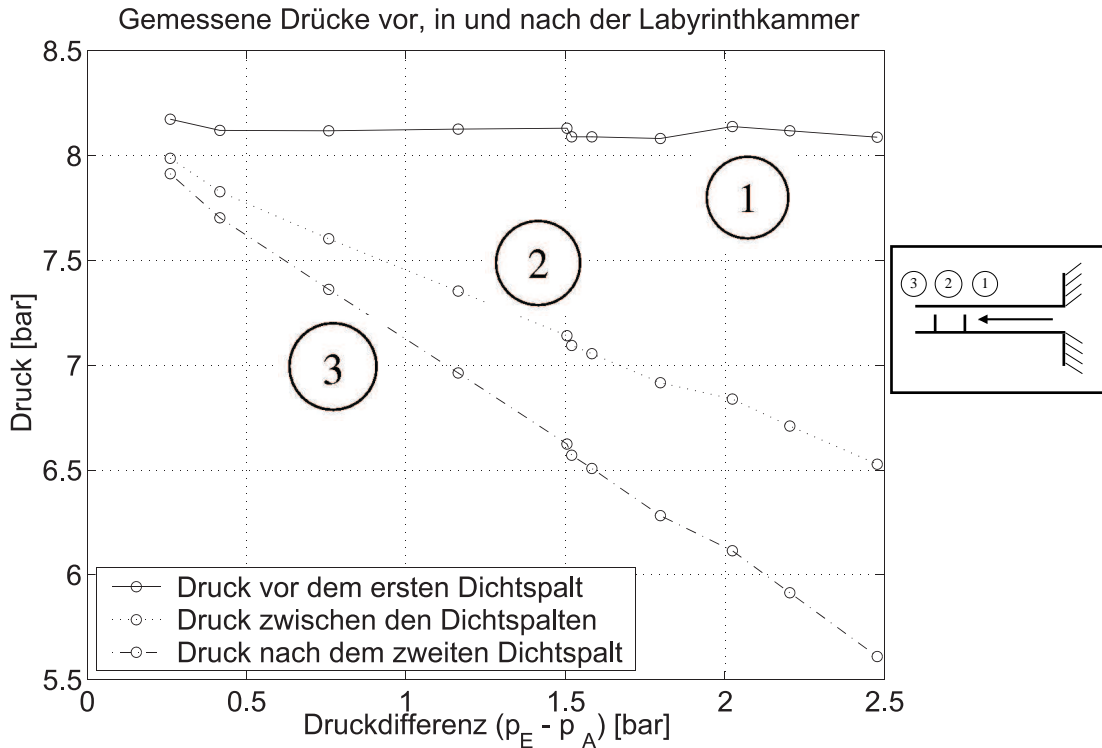 Gemessene Drücke vor, in und nach der Labyrinthkammer
8.5
8
7.5
7
6.5
6
5.5
Druck [bar]
1
2
3
3 2 1
Druck vor dem ersten Dichtspalt
Druck zwischen den Dichtspalten
Druck nach dem zweiten Dichtspalt
0 0.5 1 1.5 2 2.5
Druckdifferenz (p_E - p_A) [bar]